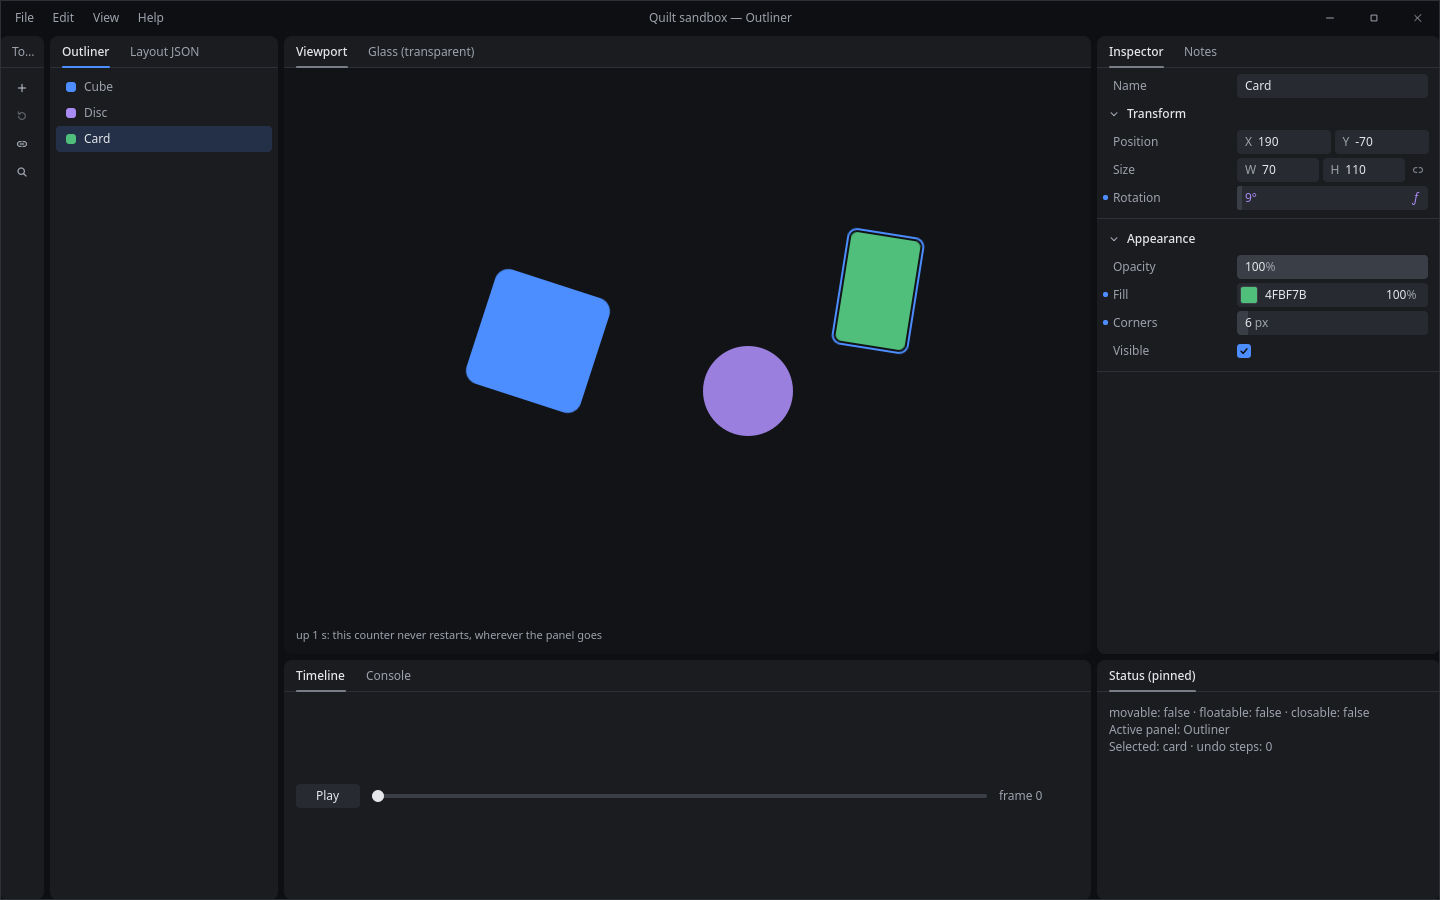 File Edit View Help
Quilt sandbox — Outliner
To...
Outliner Layout JSON
Cube
Disc
Card
Viewport Glass (transparent)
up 1 s: this counter never restarts, wherever the panel goes
Timeline Console
Play
frame 0
Inspector Notes
Name Card
Transform
Position X 190 Y -70
Size W 70 H 110
Rotation 9° ƒ
Appearance
Opacity 100%
Fill 4FBF7B 100%
Corners 6 px
Visible
Status (pinned)
movable: false · floatable: false · closable: false
Active panel: Outliner
Selected: card · undo steps: 0